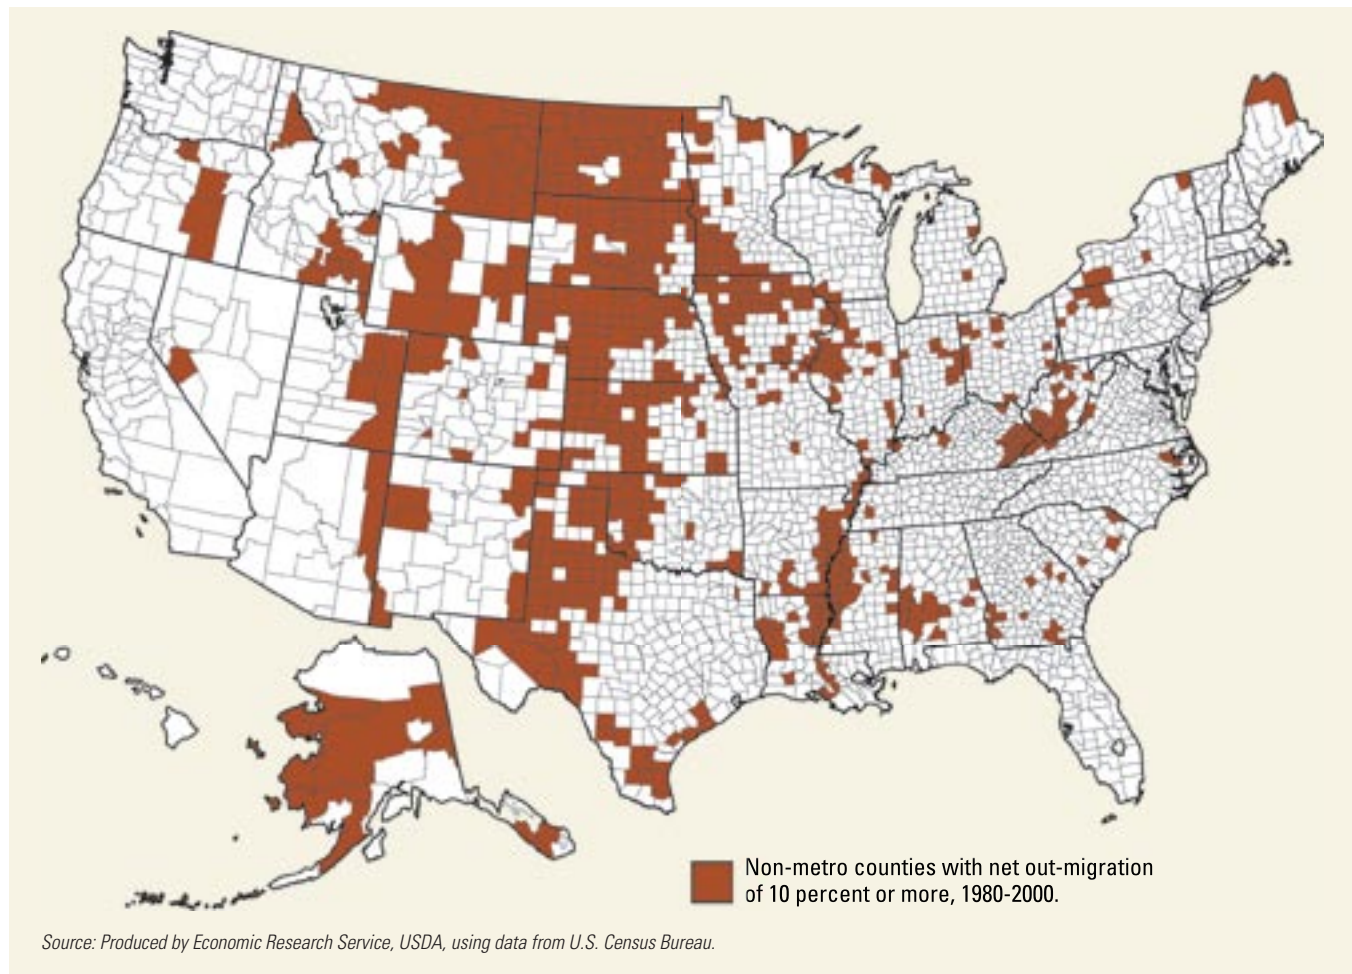 Non-metro counties with net out-migration
of 10 percent or more, 1980-2000.
Source: Produced by Economic Research Service, USDA, using data from U.S. Census Bureau.